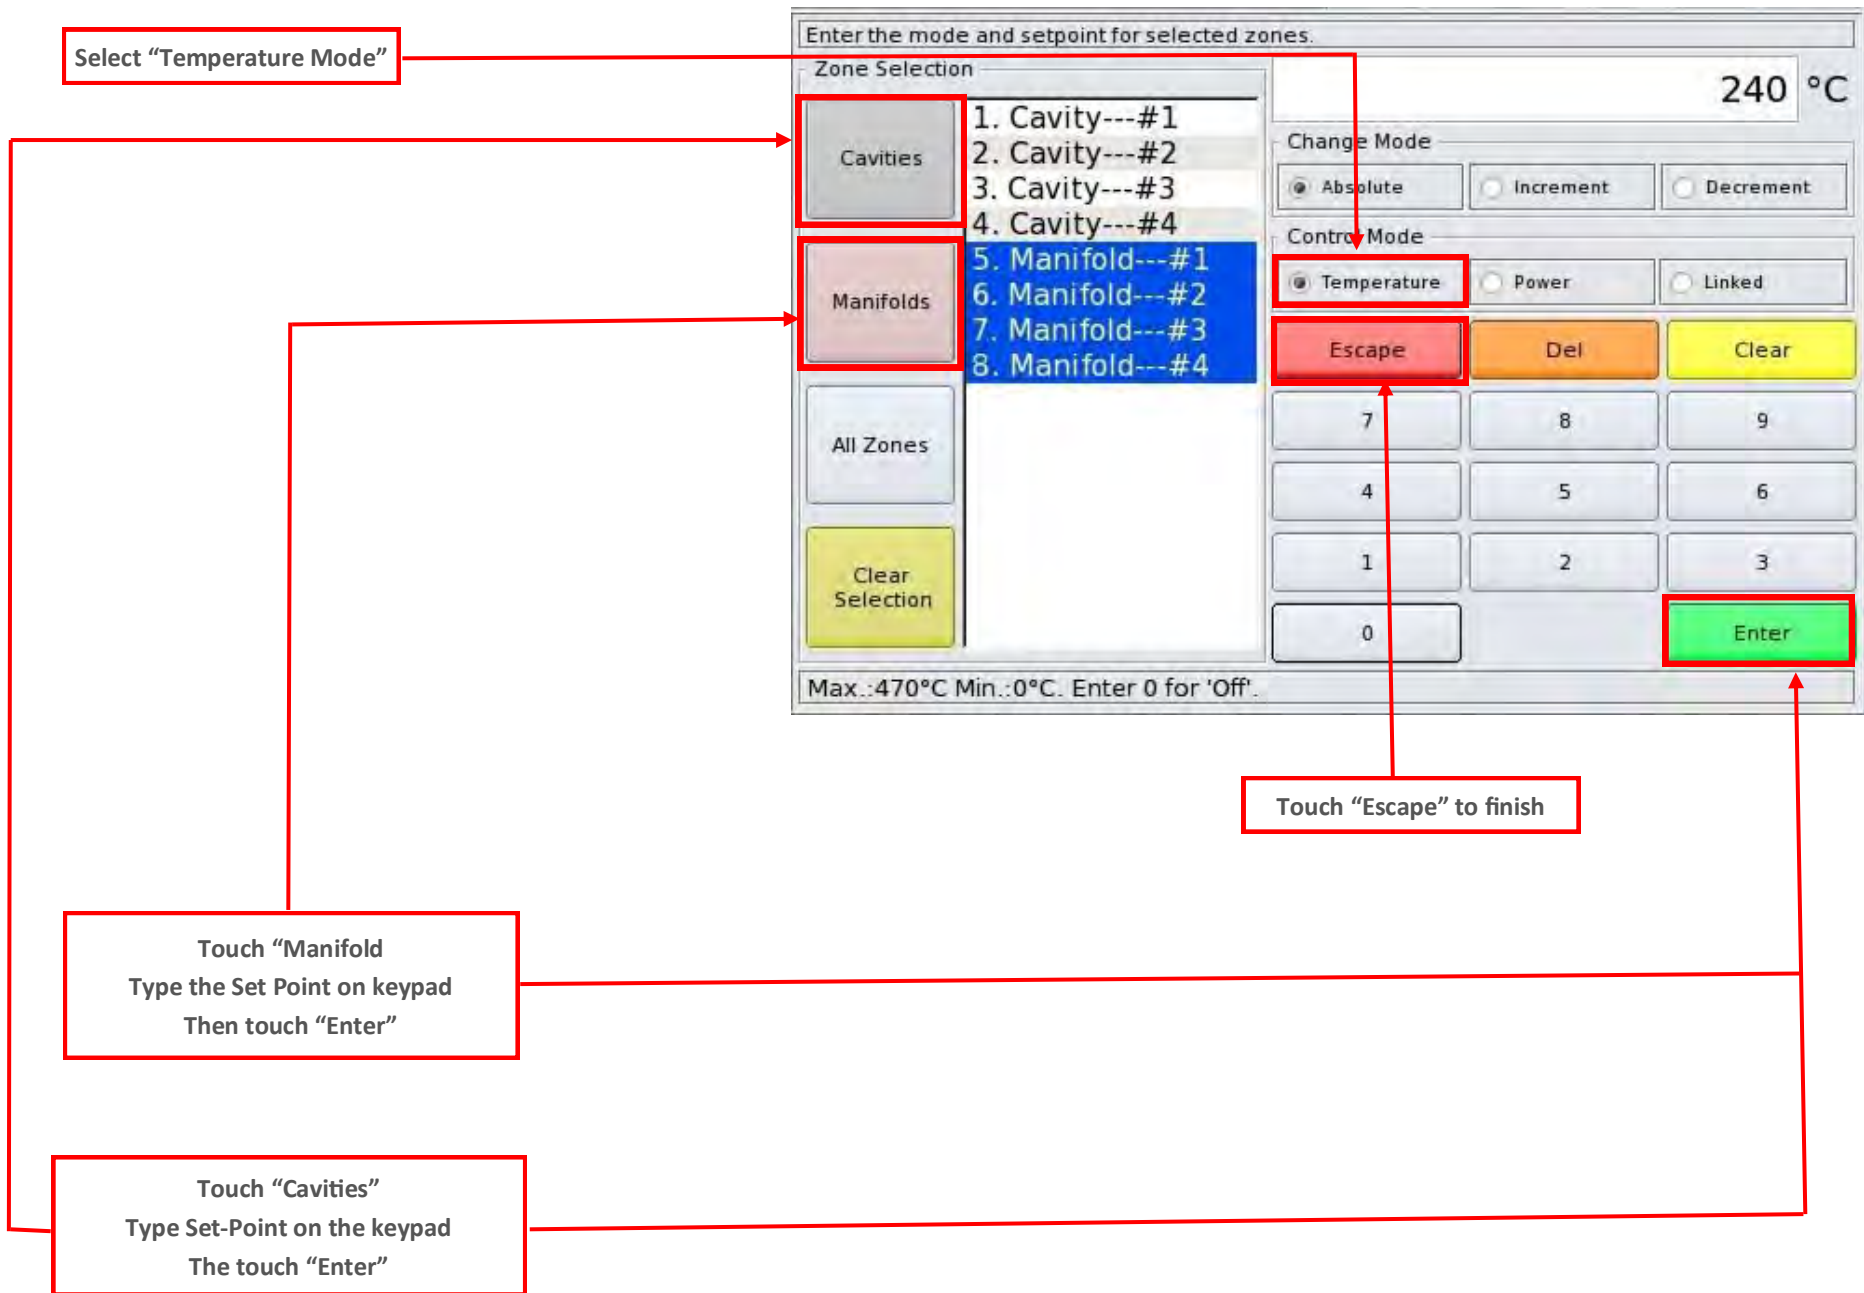 Select “Temperature Mode”
Enter the mode and setpoint for selected zones.
Zone Selection
Cavities
Manifolds
All Zones
Clear
Selection
1. Cavity---#1
2. Cavity---#2
3. Cavity---#3
4. Cavity---#4
5. Manifold---#1
6. Manifold---#2
7. Manifold---#3
8. Manifold---#4
240 °C
Change Mode
Absolute Increment Decrement
Control Mode
Temperature Power Linked
Escape Del Clear
7 8 9
4 5 6
1 2 3
0 Enter
Max.:470°C Min.:0°C. Enter 0 for 'Off'.
Touch “Escape” to finish
Touch “Manifold
Type the Set Point on keypad
Then touch “Enter”
Touch “Cavities”
Type Set-Point on the keypad
The touch “Enter”